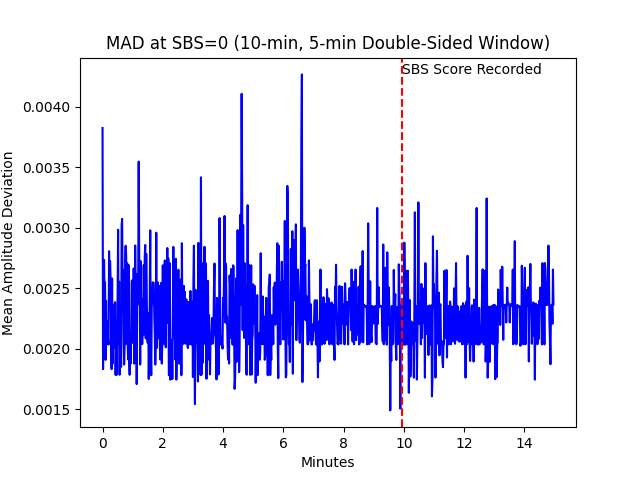 MAD at SBS=0 (10-min, 5-min Double-Sided Window)
SBS Score Recorded
0.0040
0.0035
0.0030
0.0025
0.0020
0.0015
Mean Amplitude Deviation
0 2 4 6 8 10 12 14
Minutes